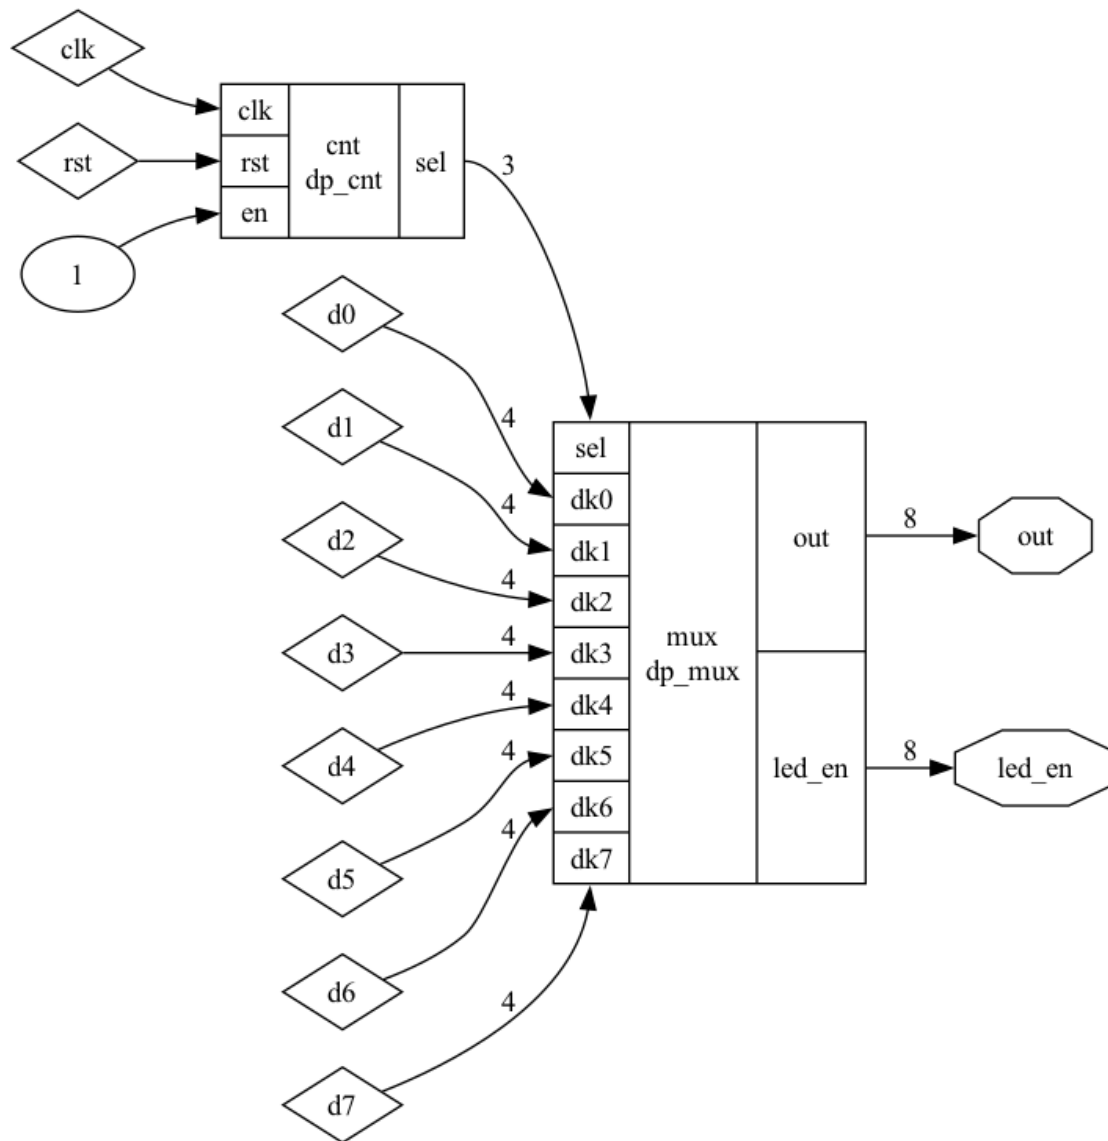 clk
rst
1
clk
rst
en
cnt
dp_cnt
sel
3
d0
d1
d2
d3
d4
d5
d6
d7
4
4
4
4
4
4
4
4
sel
dk0
dk1
dk2
dk3
dk4
dk5
dk6
dk7
mux
dp_mux
out
led_en
8
out
8
led_en